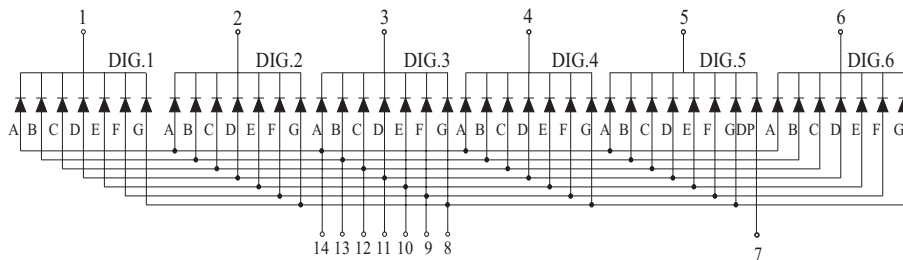 1 2 3 4 5 6
DIG.1 DIG.2 DIG.3 DIG.4 DIG.5 DIG.6
A B C D E F G A B C D E F G A B C D E F G A B C D E F G A B C D E F G DP A B C D E F G
14 13 12 11 10 9 8 7